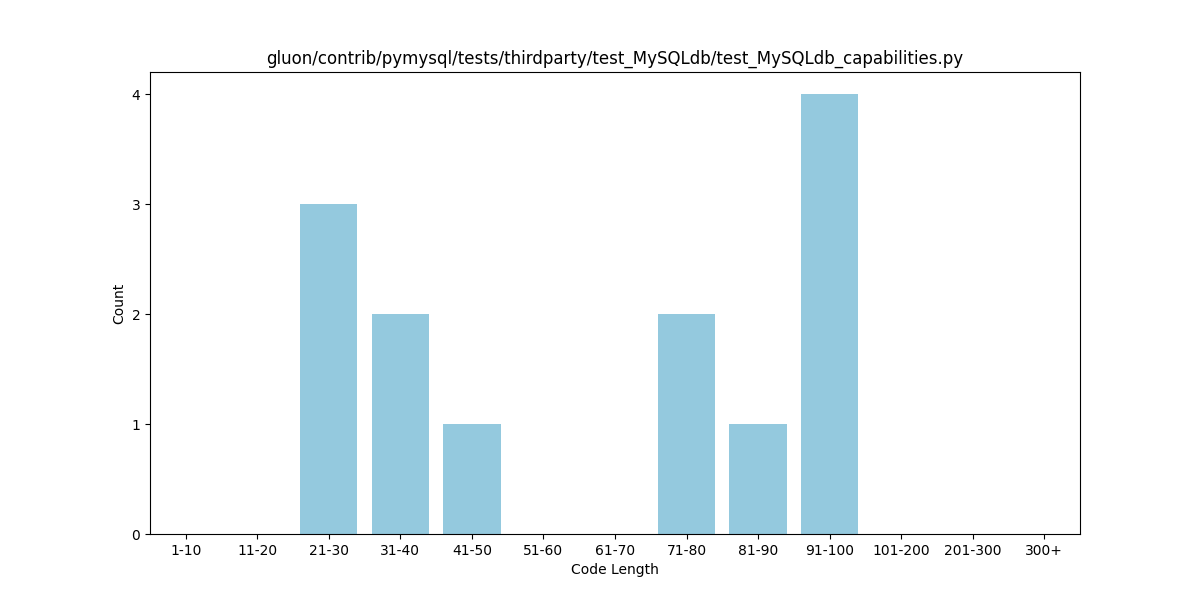 gluon/contrib/pymysql/tests/thirdparty/test_MySQLdb/test_MySQLdb_capabilities.py
4
3
2
1
0
Count
1-10 11-20 21-30 31-40 41-50 51-60 61-70 71-80 81-90 91-100 101-200 201-300 300+
Code Length